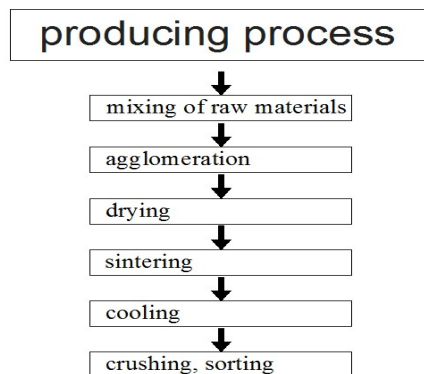 producing process
mixing of raw materials
agglomeration
drying
sintering
cooling
crushing, sorting